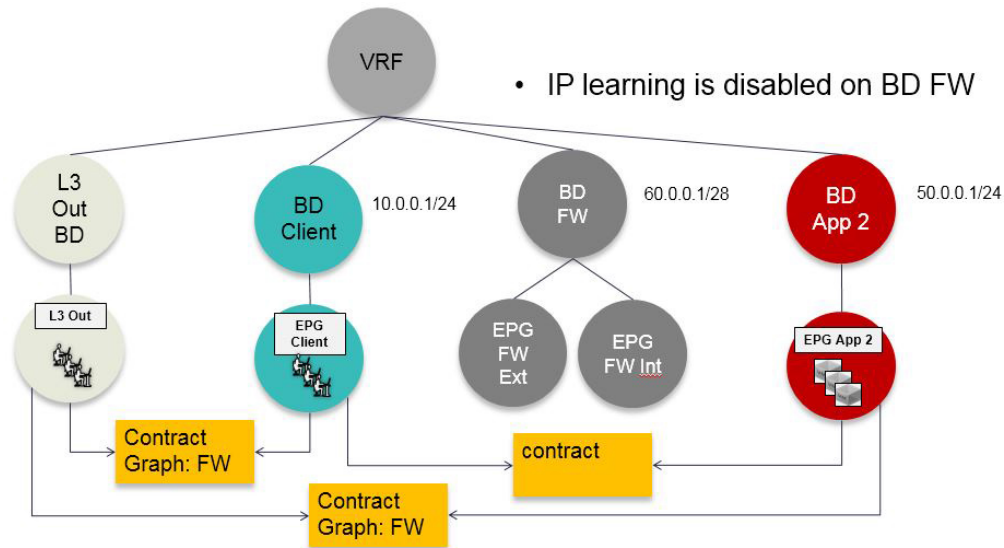 VRF
• IP learning is disabled on BD FW
L3
Out
BD
BD
Client
10.0.0.1/24
BD
FW
60.0.0.1/28
BD
App 2
50.0.0.1/24
L3 Out
EPG
Client
EPG
FW
Ext
EPG
FW Int
EPG App 2
Contract
Graph: FW
contract
Contract
Graph: FW